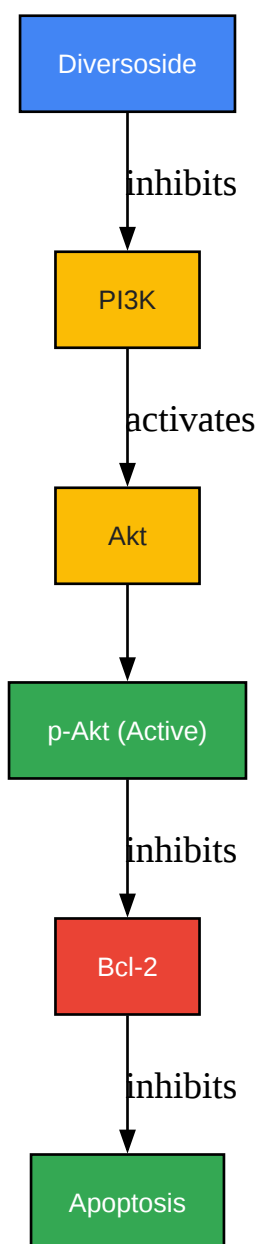 Diversoside
inhibits
PI3K
activates
Akt
p-Akt (Active)
inhibits
Bcl-2
inhibits
Apoptosis